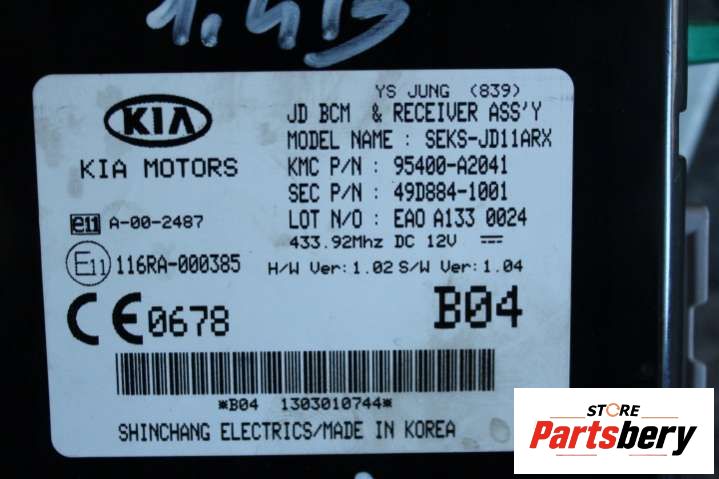 YS JUNG (839)
KIA
KIA MOTORS
JD BCM & RECEIVER ASS'Y
MODEL NAME : SEKS-JD11ARX
KMC P/N : 95400-A2041
SEC P/N : 49D884-1001
LOT N/O : EAO A133 0024
433.92Mhz DC 12V
e11 A-00-2487
E11 116RA-000385
H/W Ver:1.02 S/W Ver:1.04
CE0678
B04
*B04 1303010744*
SHINCHANG ELECTRICS/MADE IN KOREA
STORE
Partsbery